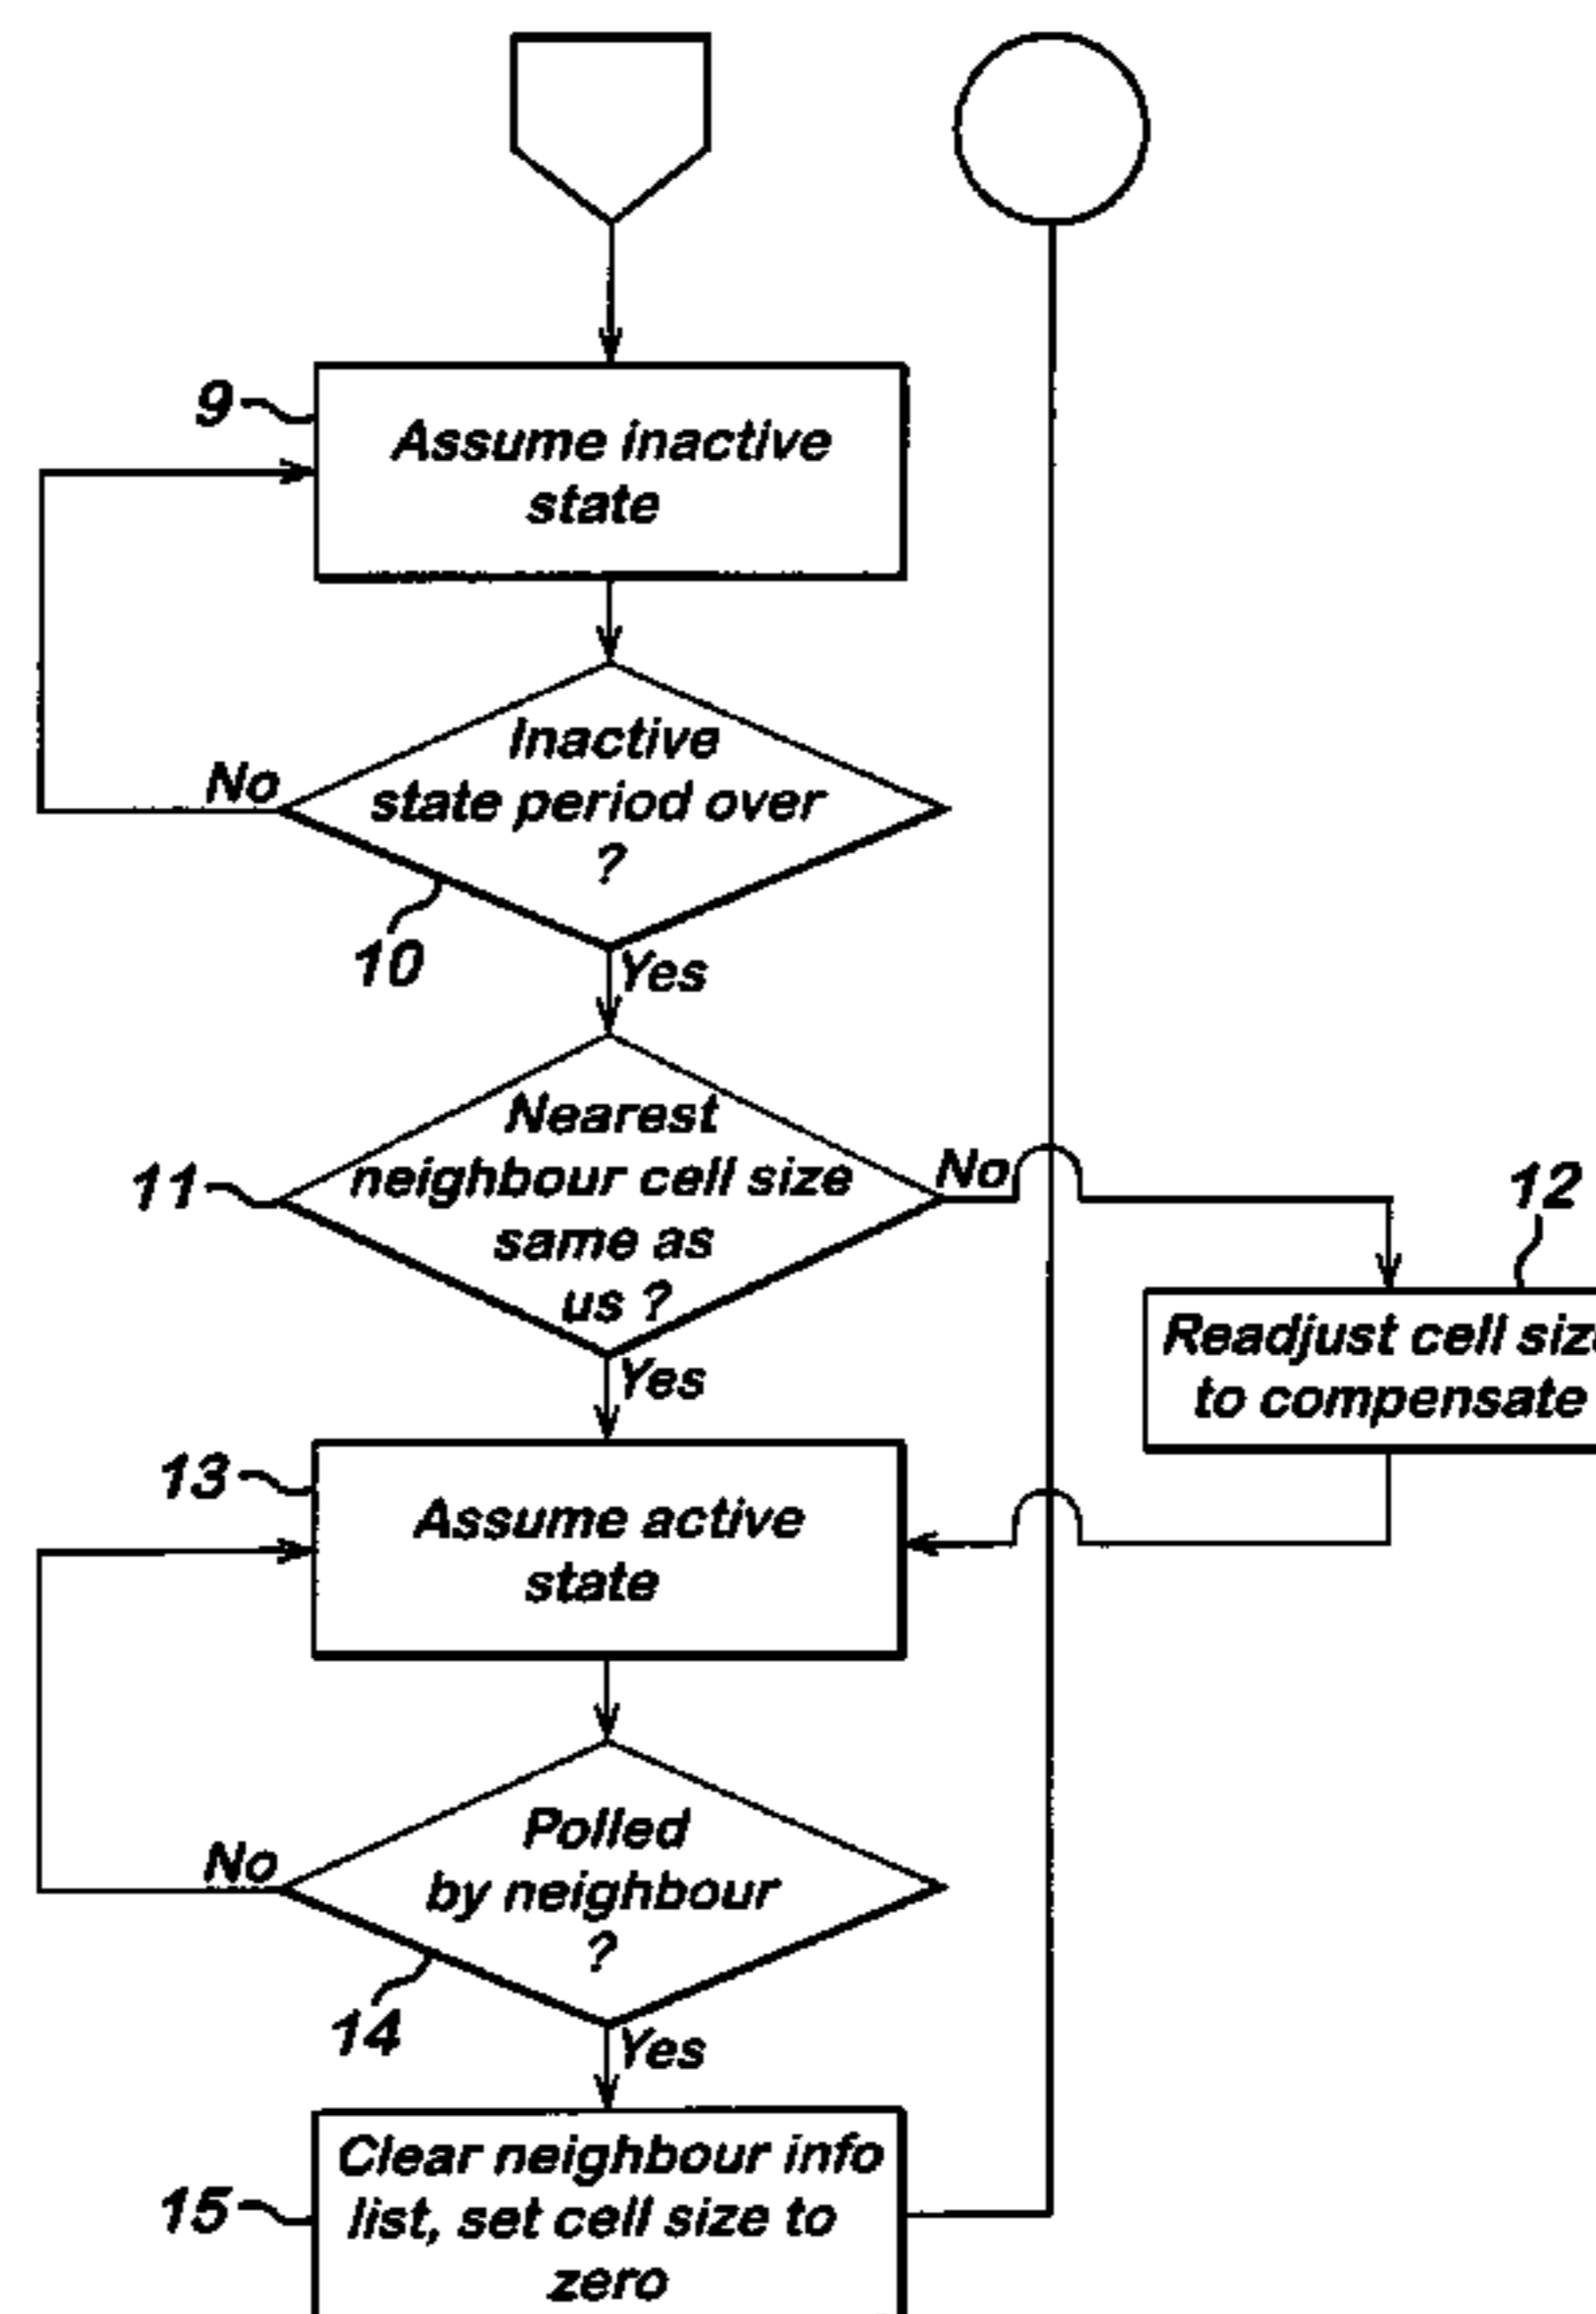 9
Assume inactive
state
Inactive
state period over
?
No
10
Yes
Nearest
neighbour cell size
same as
us ?
11
No
12
Readjust cell size
to compensate
Yes
13
Assume active
state
Polled
by neighbour
?
No
14
Yes
Clear neighbour info
list, set cell size to
zero
15